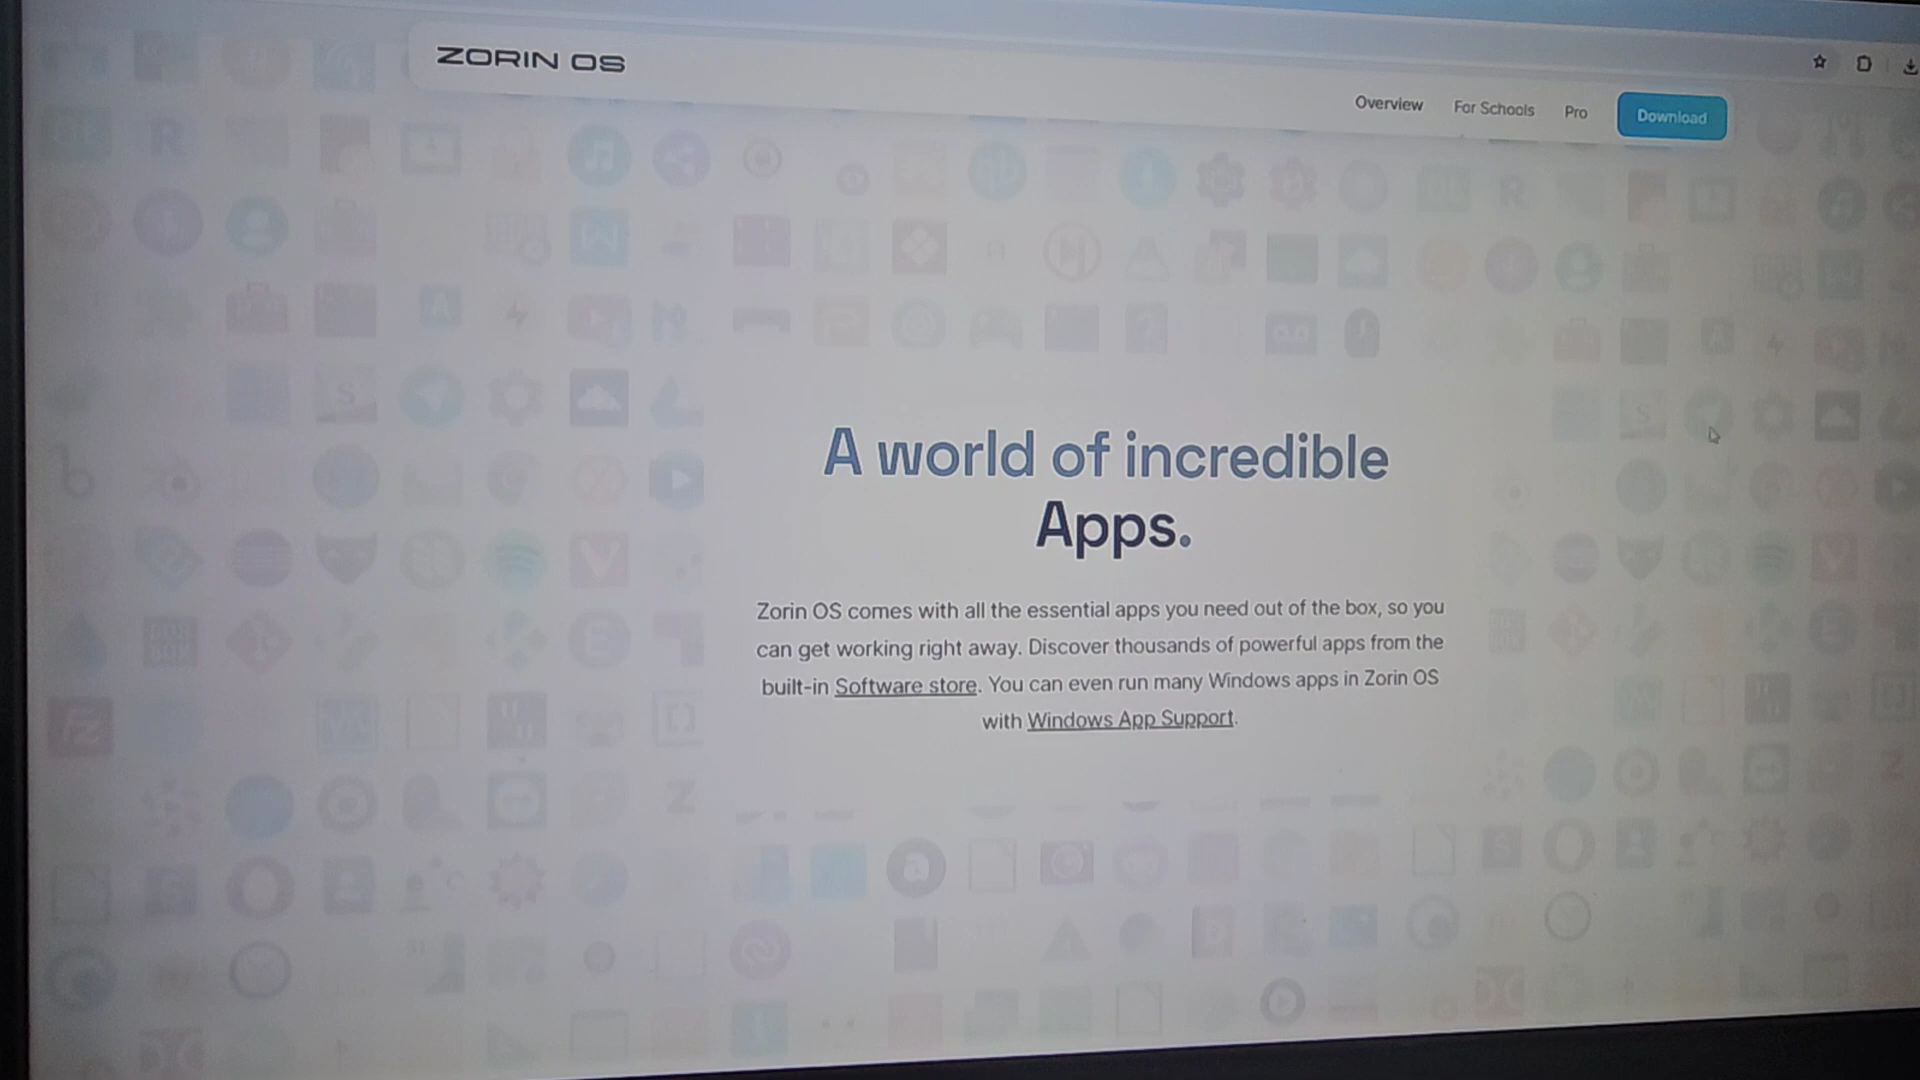 ZORIN OS
Overview For Schools Pro Download
A world of incredible
Apps.
Zorin OS comes with all the essential apps you need out of the box, so you
can get working right away. Discover thousands of powerful apps from the
built-in Software store. You can even run many Windows apps in Zorin OS
with Windows App Support.